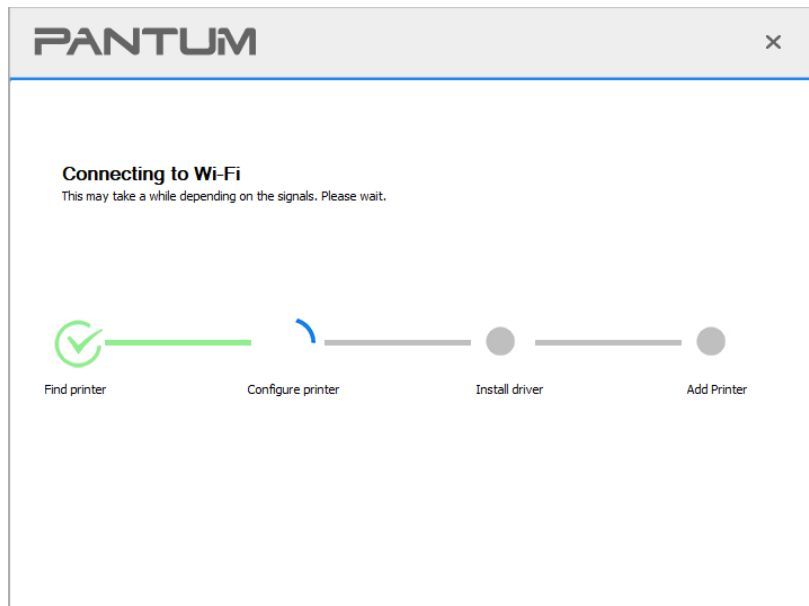 PANTUM
Connecting to Wi-Fi
This may take a while depending on the signals. Please wait.
Find printer
Configure printer
Install driver
Add Printer